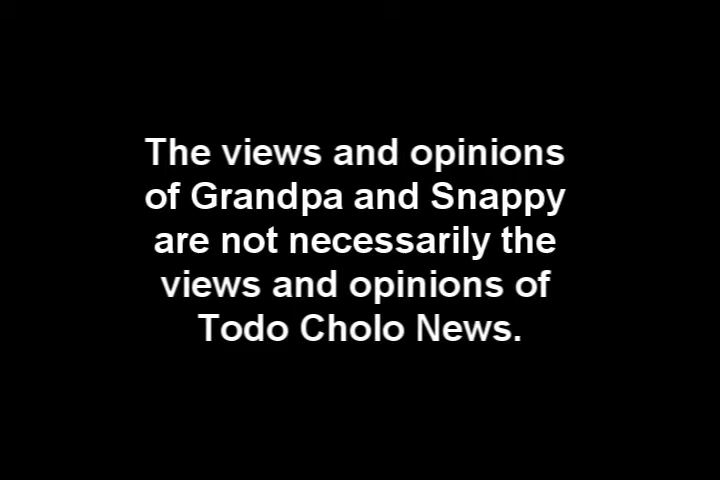 The views and opinions
of Grandpa and Snappy
are not necessarily the
views and opinions of
Todo Cholo News.